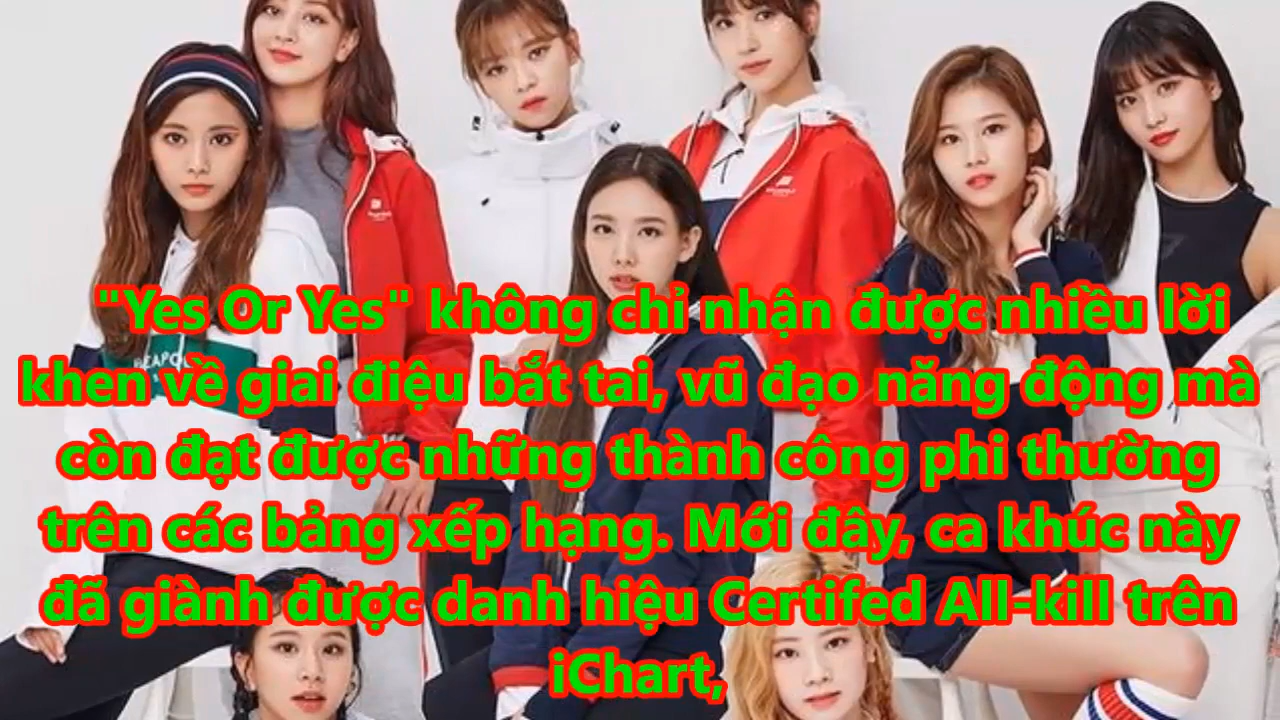 "Yes Or Yes" không chỉ nhận được nhiều lời
khen về giai điệu bắt tai, vũ đạo năng động mà
còn đạt được những thành công phi thường
trên các bảng xếp hạng. Mới đây, ca khúc này
đã giành được danh hiệu Certifed All-kill trên
iChart,